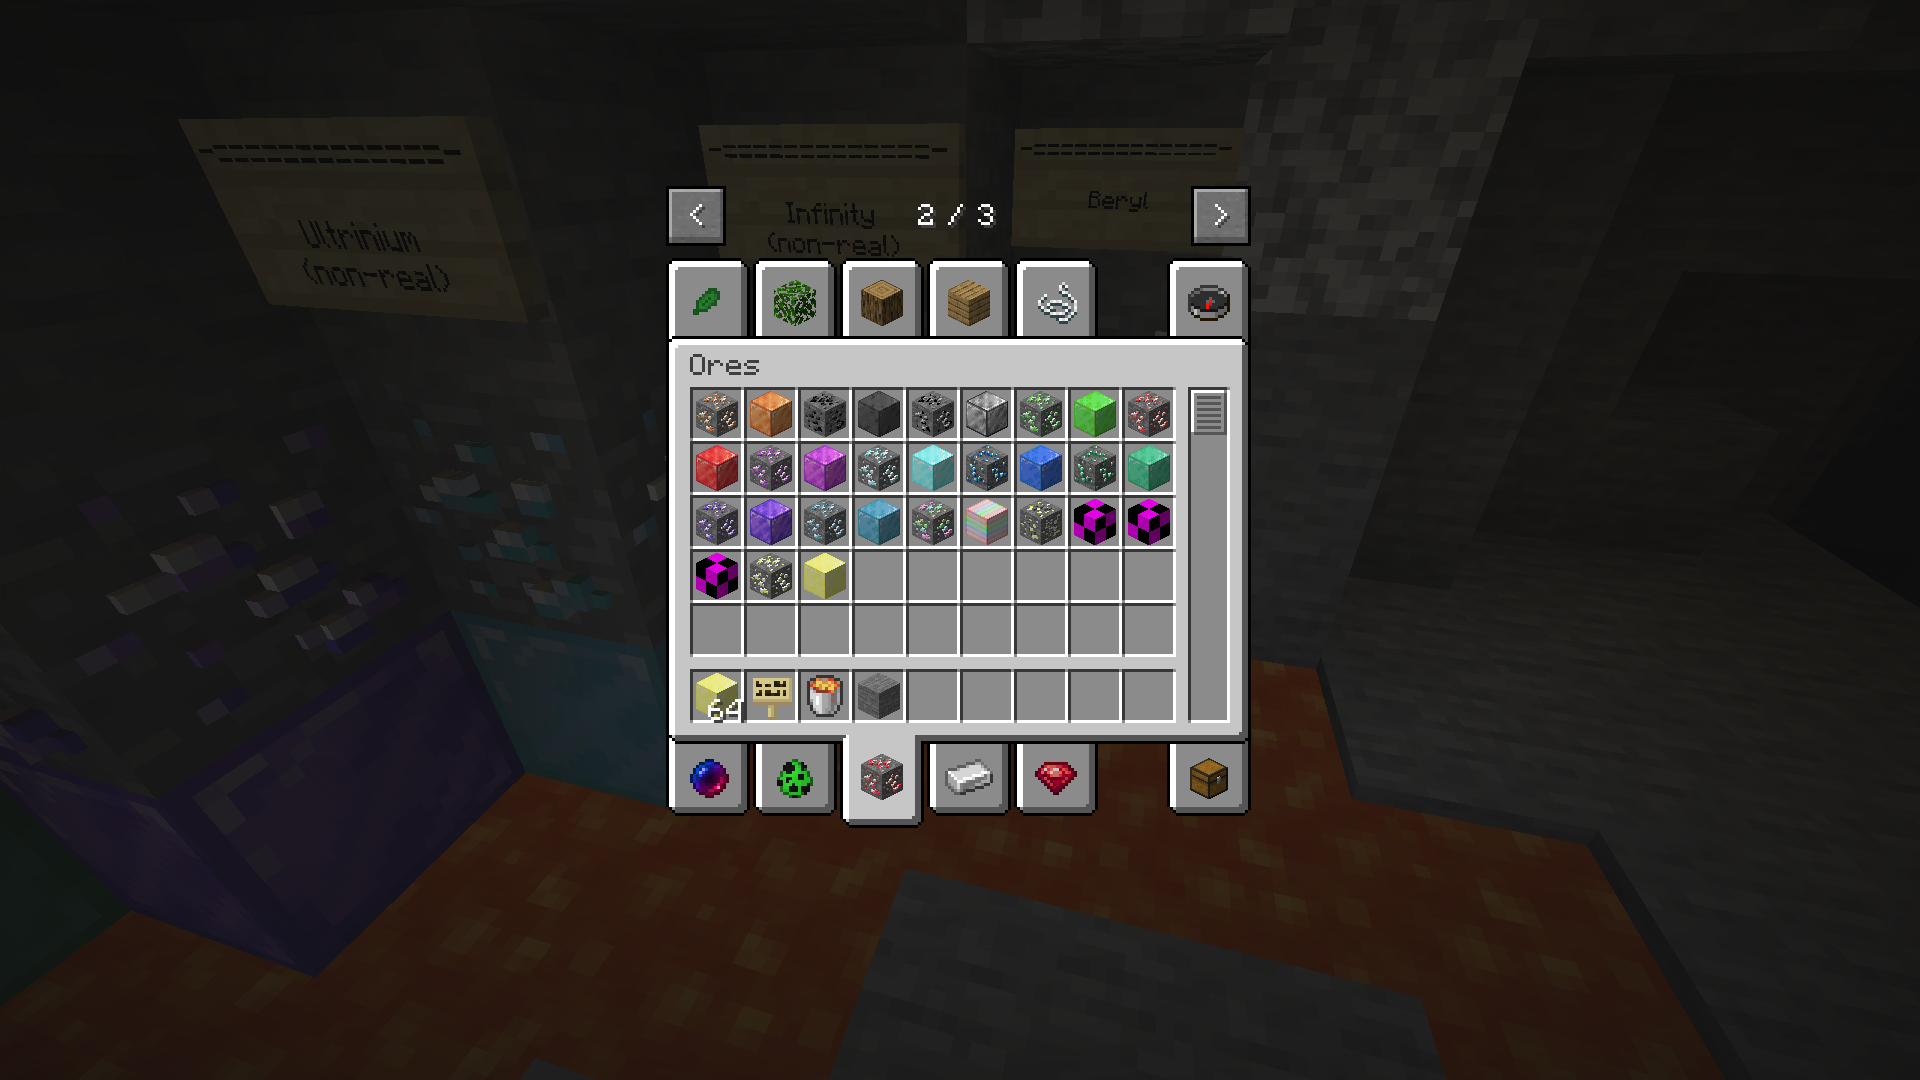 Ultrinium
(non-real)
Infinity
(non-real)
Beryl
< 2 / 3 >
Ores
64